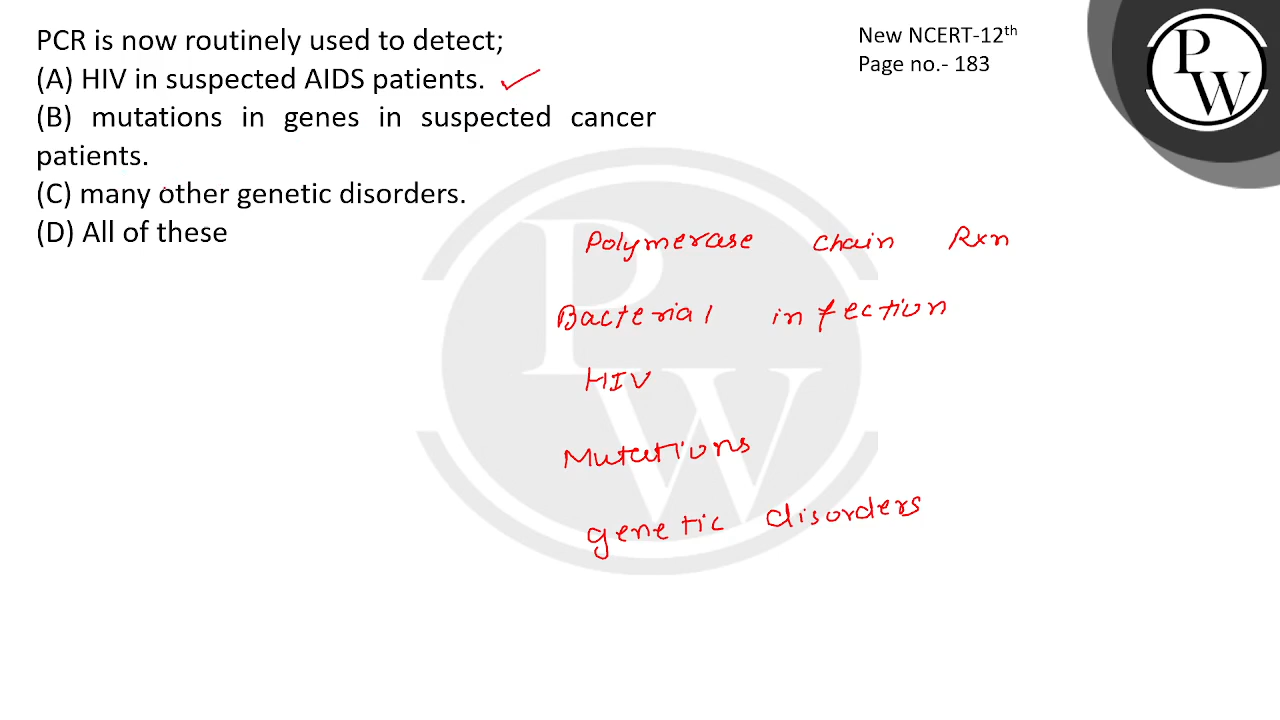 PCR is now routinely used to detect;
(A) HIV in suspected AIDS patients.
(B) mutations in genes in suspected cancer
patients.
(C) many other genetic disorders.
(D) All of these
New NCERT-12th
Page no.- 183
P
W
P
W
Polymerase chain Rxn
Bacterial infection
HIV
Mutations
genetic disorders